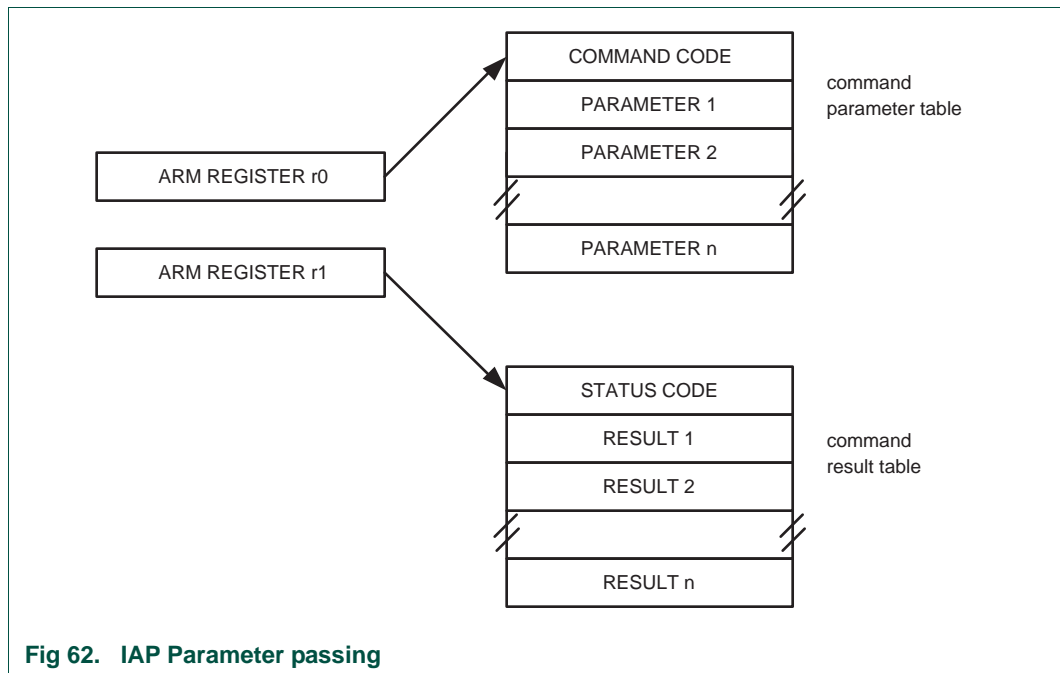 COMMAND CODE
PARAMETER 1
PARAMETER 2
PARAMETER n
command
parameter table
ARM REGISTER r0
ARM REGISTER r1
STATUS CODE
RESULT 1
RESULT 2
RESULT n
command
result table
Fig 62. IAP Parameter passing